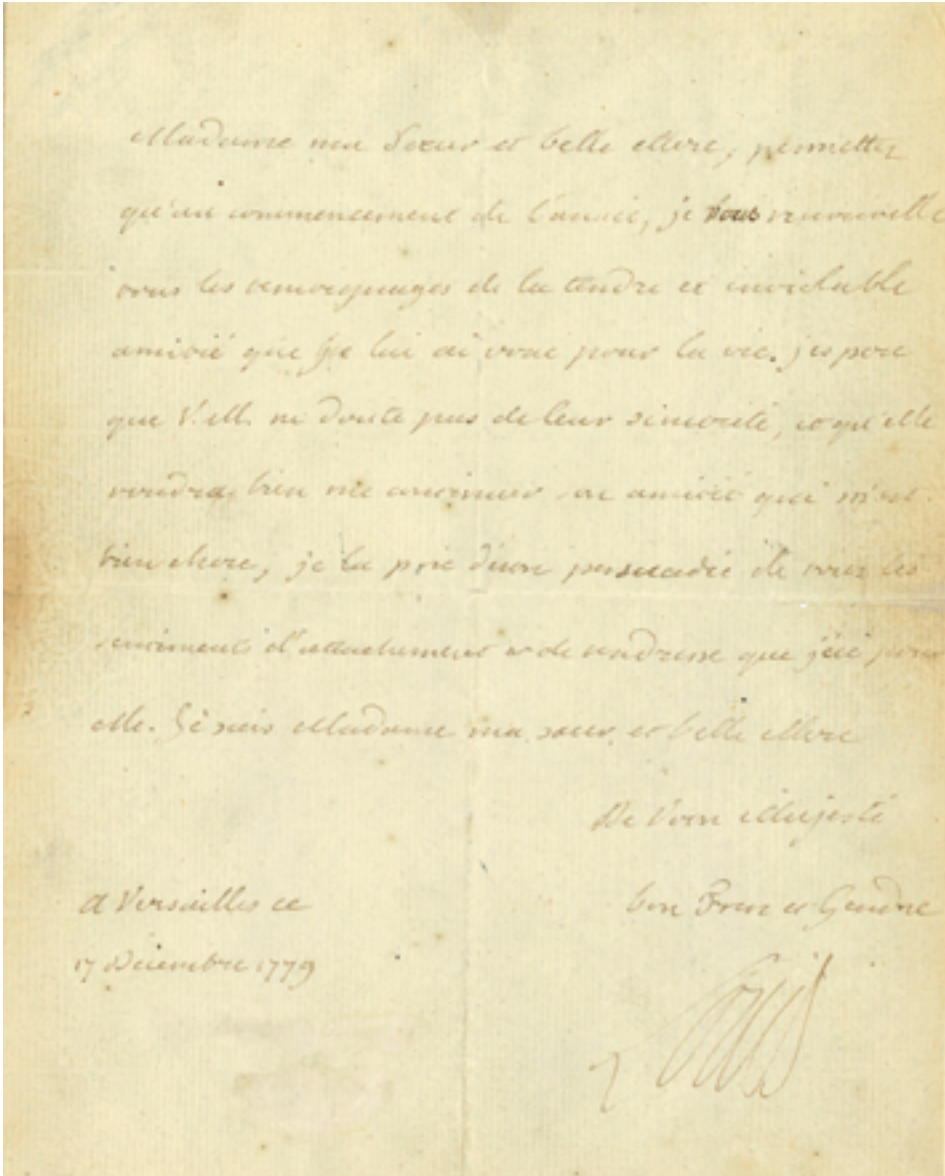 Madame ma Soeur et belle Mere, permettez
qu'au commencement de l'année, je vous renouvelle
tous les temoignages de la tendre et inviolable
amitié que je lui ai voué pour la vie. j'espere
que V.M. ne doute pas de leur sincerité, et qu'elle
voudra bien me continuer son amitié qui m'est
bien chere, je la prie d'etre persuadée de tous les
sentiments d'attachement et de tendresse que j'ai pour
elle. Je suis Madame ma soeur et belle Mere
De Votre Majesté
bon Frere et Gendre
A Versailles ce
17 Decembre 1779
Louis